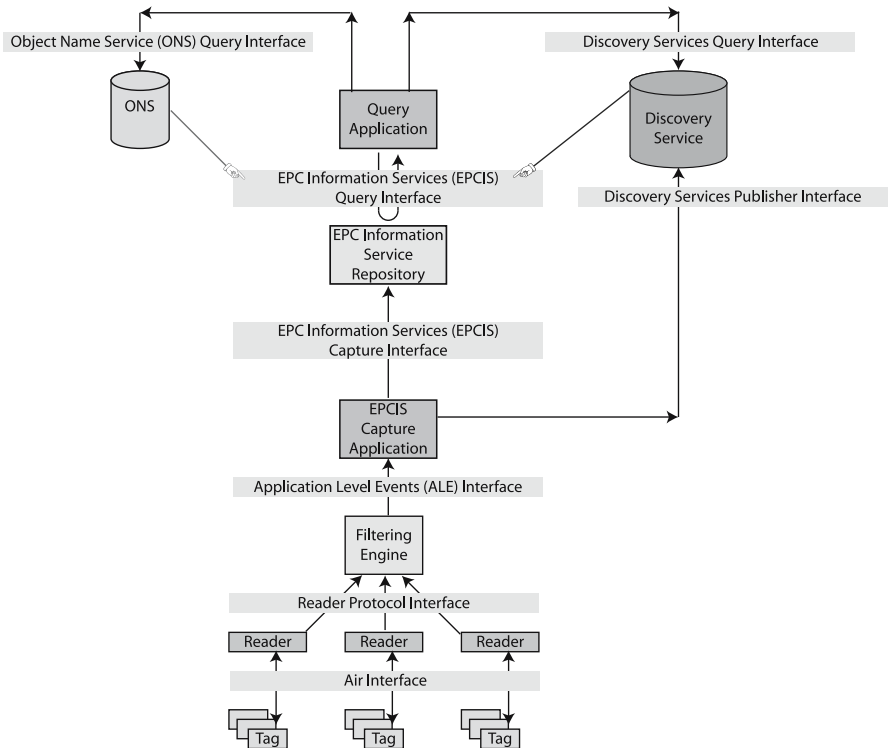 Object Name Service (ONS) Query Interface
Discovery Services Query Interface
ONS
Query
Application
Discovery
Service
EPC Information Services (EPCIS)
Query Interface
Discovery Services Publisher Interface
EPC Information
Service
Repository
EPC Information Services (EPCIS)
Capture Interface
EPCIS
Capture
Application
Application Level Events (ALE) Interface
Filtering
Engine
Reader Protocol Interface
Reader
Reader
Reader
Air Interface
Tag
Tag
Tag